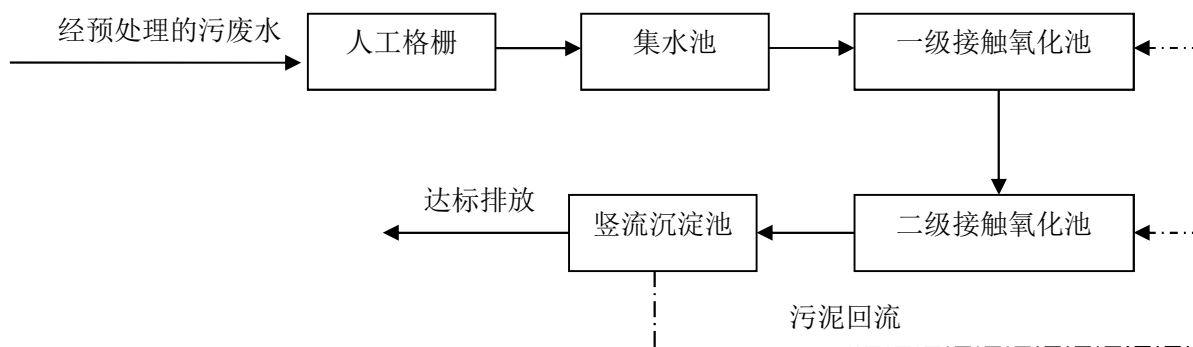 经预处理的污废水
人工格栅
集水池
一级接触氧化池
达标排放
竖流沉淀池
二级接触氧化池
污泥回流